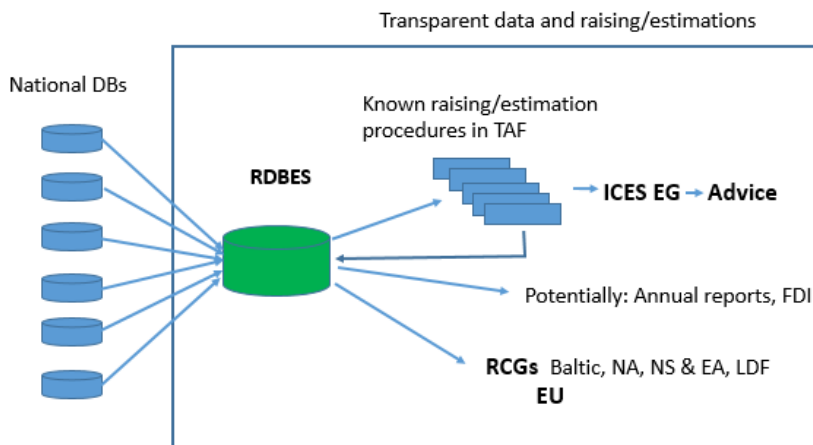 Transparent data and raising/estimations
National DBs
Known raising/estimation
procedures in TAF
RDBES
ICES EG
Advice
Potentially: Annual reports, FDI
RCGs Baltic, NA, NS & EA, LDF
EU